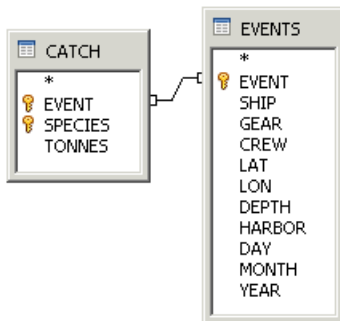 CATCH
*
EVENT
SPECIES
TONNES
EVENTS
*
EVENT
SHIP
GEAR
CREW
LAT
LON
DEPTH
HARBOR
DAY
MONTH
YEAR